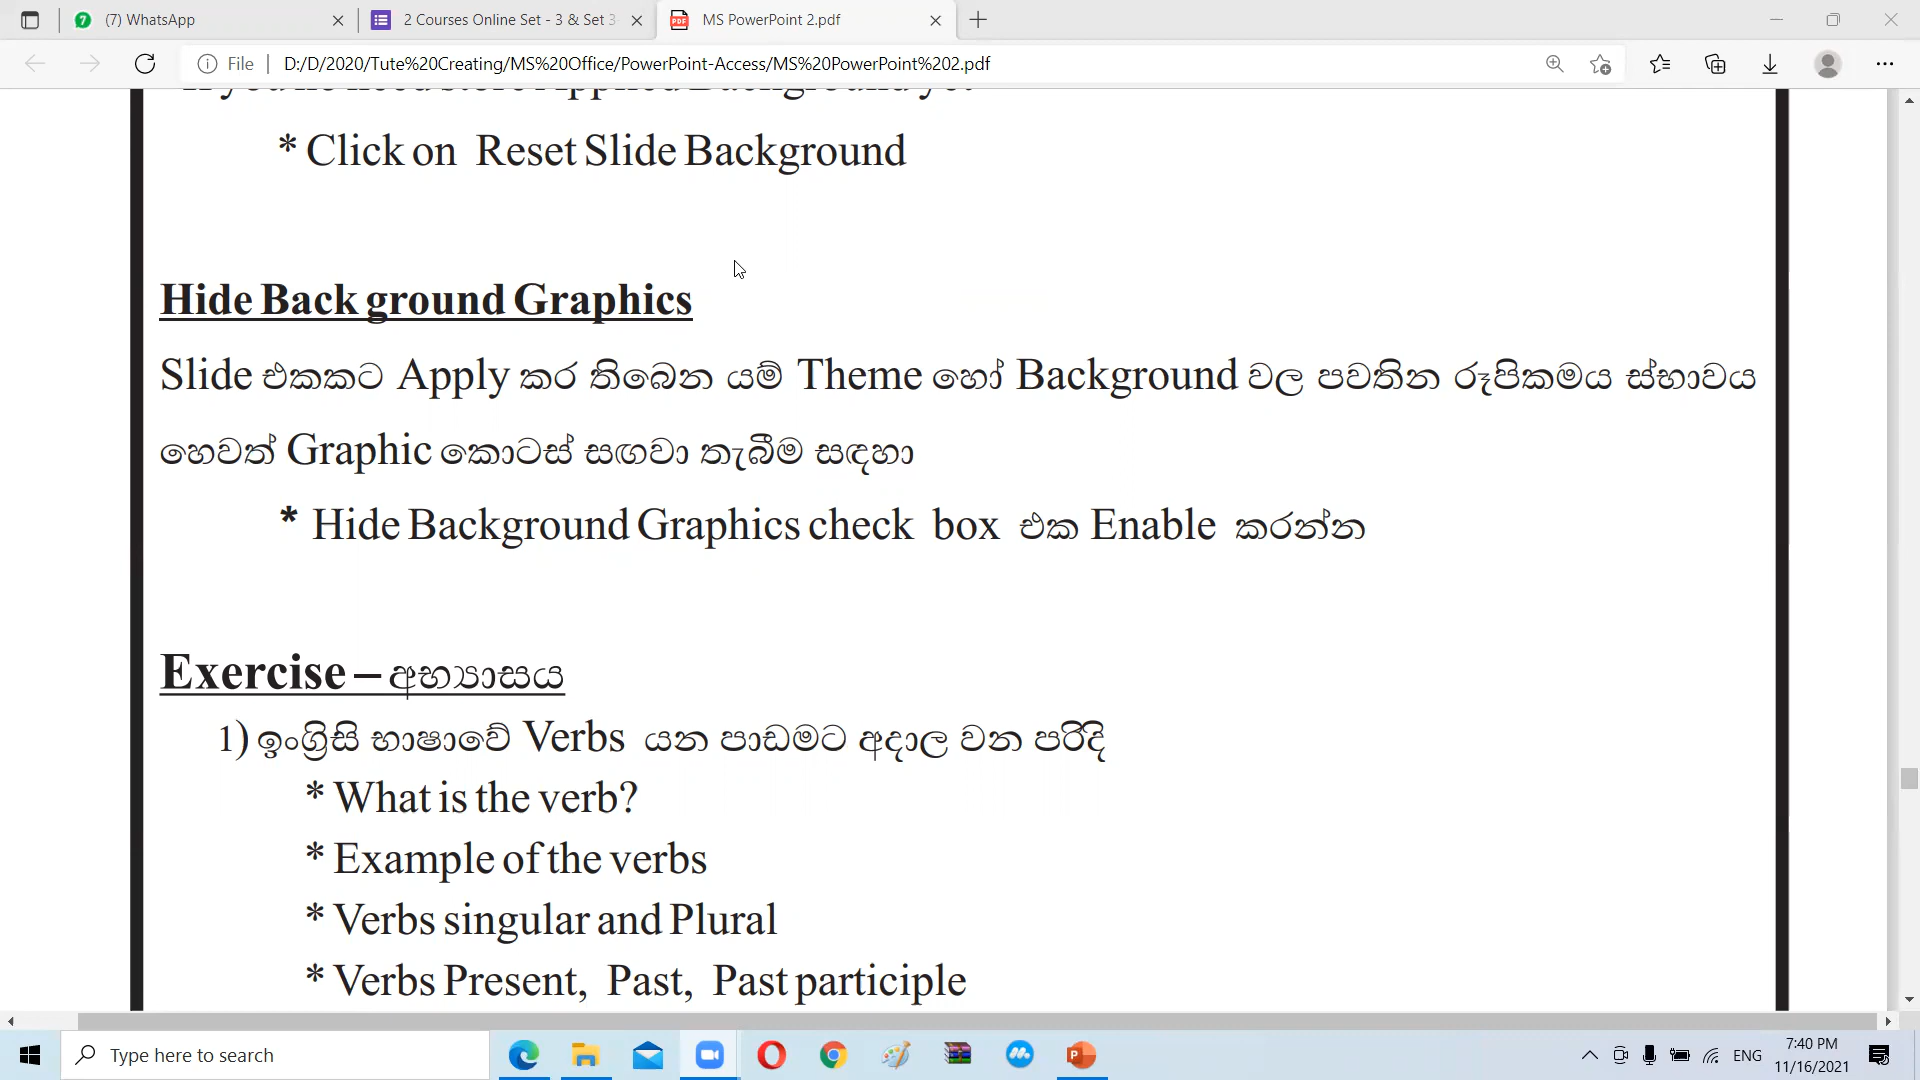 (7) WhatsApp
2 Courses Online Set - 3 & Set 3
MS PowerPoint 2.pdf
File
D:/D/2020/Tute%20Creating/MS%20Office/PowerPoint-Access/MS%20PowerPoint%202.pdf
* Click on Reset Slide Background
Hide Back ground Graphics
Slide එකකට Apply කර තිබෙන යම් Theme හෝ Background වල පවතින රූපිකමය ස්භාවය
හෙවත් Graphic කොටස් සඟවා තැබීම සඳහා
* Hide Background Graphics check box එක Enable කරන්න
Exercise – අභ්‍යාසය
1) ඉංග්‍රිසි භාෂාවේ Verbs යන පාඩමට අදාල වන පරිදි
* What is the verb?
* Example of the verbs
* Verbs singular and Plural
* Verbs Present, Past, Past participle
Type here to search
ENG
7:40 PM
11/16/2021